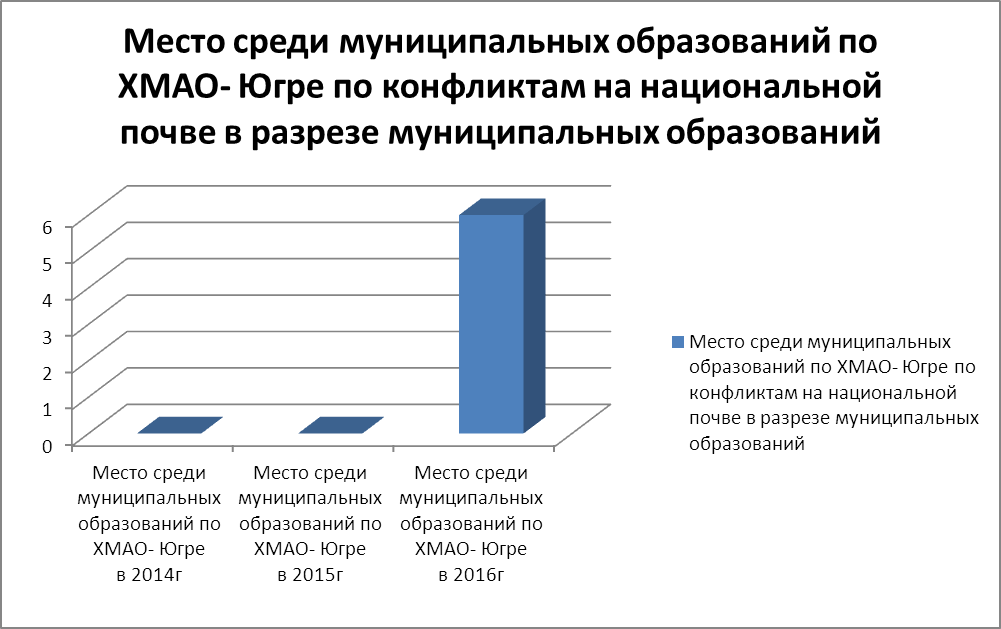 Место среди муниципальных образований по
ХМАО- Югре по конфликтам на национальной
почве в разрезе муниципальных образований
6
5
4
3
2
1
0
Место среди
муниципальных
образований по
ХМАО- Югре
в 2014г
Место среди
муниципальных
образований по
ХМАО- Югре
в 2015г
Место среди
муниципальных
образований по
ХМАО- Югре
в 2016г
Место среди муниципальных
образований по ХМАО- Югре по
конфликтам на национальной
почве в разрезе муниципальных
образований